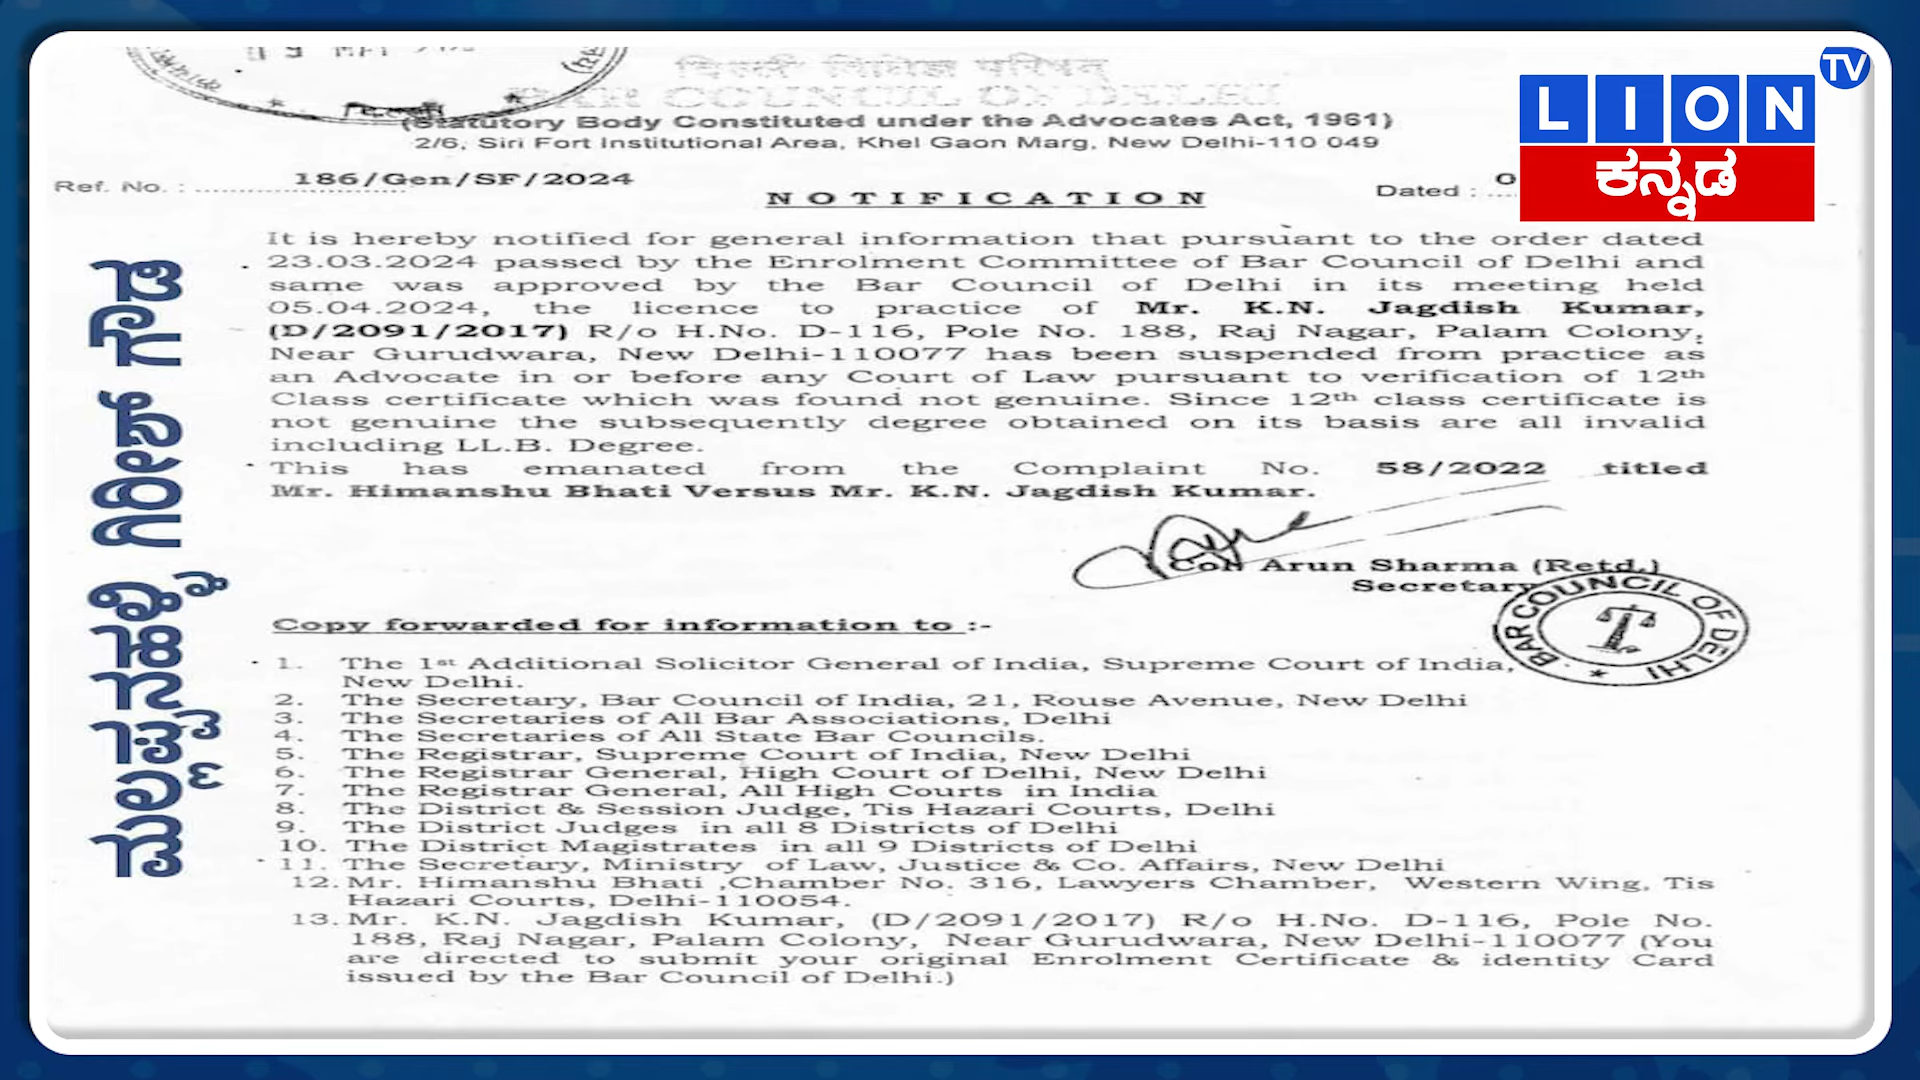 दिल्ली विधिज्ञ परिषद्
BAR COUNCIL OF DELHI
(Statutory Body Constituted under the Advocates Act, 1961)
2/6, Siri Fort Institutional Area, Khel Gaon Marg, New Delhi-110 049
Ref. No. : 186/Gen/SF/2024
Dated :
NOTIFICATION
It is hereby notified for general information that pursuant to the order dated
23.03.2024 passed by the Enrolment Committee of Bar Council of Delhi and
same was approved by the Bar Council of Delhi in its meeting held
05.04.2024, the licence to practice of Mr. K.N. Jagdish Kumar,
(D/2091/2017) R/o H.No. D-116, Pole No. 188, Raj Nagar, Palam Colony,
Near Gurudwara, New Delhi-110077 has been suspended from practice as
an Advocate in or before any Court of Law pursuant to verification of 12th
Class certificate which was found not genuine. Since 12th class certificate is
not genuine the subsequently degree obtained on its basis are all invalid
including LL.B. Degree.
This has emanated from the Complaint No. 58/2022 titled
Mr. Himanshu Bhati Versus Mr. K.N. Jagdish Kumar.
Col Arun Sharma (Retd.)
Secretary
BAR COUNCIL OF DELHI
Copy forwarded for information to :-
1. The 1st Additional Solicitor General of India, Supreme Court of India,
New Delhi.
2. The Secretary, Bar Council of India, 21, Rouse Avenue, New Delhi
3. The Secretaries of All Bar Associations, Delhi
4. The Secretaries of All State Bar Councils.
5. The Registrar, Supreme Court of India, New Delhi
6. The Registrar General, High Court of Delhi, New Delhi
7. The Registrar General, All High Courts in India
8. The District & Session Judge, Tis Hazari Courts, Delhi
9. The District Judges in all 8 Districts of Delhi
10. The District Magistrates in all 9 Districts of Delhi
11. The Secretary, Ministry of Law, Justice & Co. Affairs, New Delhi
12. Mr. Himanshu Bhati ,Chamber No. 316, Lawyers Chamber, Western Wing, Tis
Hazari Courts, Delhi-110054.
13. Mr. K.N. Jagdish Kumar, (D/2091/2017) R/o H.No. D-116, Pole No.
188, Raj Nagar, Palam Colony, Near Gurudwara, New Delhi-110077 (You
are directed to submit your original Enrolment Certificate & identity Card
issued by the Bar Council of Delhi.)
ಮಲ್ಲಪ್ಪನಹಳ್ಳಿ ಗಿರೀಶ್ ಗೌಡ
LION TV
ಕನ್ನಡ